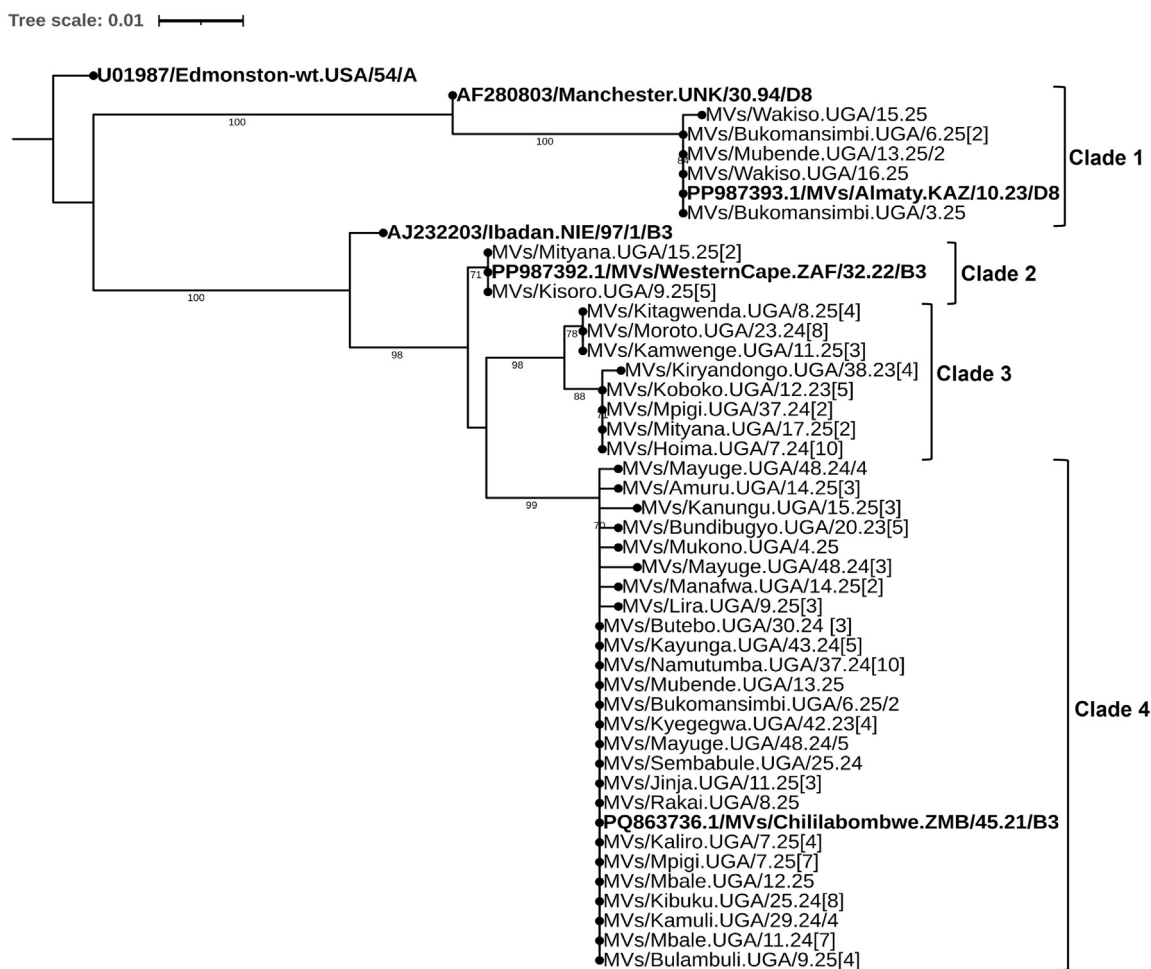 Tree scale: 0.01
U01987/Edmonston-wt.USA/54/A
AF280803/Manchester.UNK/30.94/D8
100
MVs/Wakiso.UGA/15.25
100
MVs/Bukomansimbi.UGA/6.25[2]
MVs/Mubende.UGA/13.25/2
Clade 1
MVs/Wakiso.UGA/16.25
PP987393.1/MVs/Almaty.KAZ/10.23/D8
MVs/Bukomansimbi.UGA/3.25
AJ232203/Ibadan.NIE/97/1/B3
MVs/Mityana.UGA/15.25[2]
71
PP987392.1/MVs/WesternCape.ZAF/32.22/B3
Clade 2
MVs/Kisoro.UGA/9.25[5]
100
MVs/Kitagwenda.UGA/8.25[4]
78
MVs/Moroto.UGA/23.24[8]
98
MVs/Kamwenge.UGA/11.25[3]
98
MVs/Kiryandongo.UGA/38.23[4]
Clade 3
88
MVs/Koboko.UGA/12.23[5]
MVs/Mpigi.UGA/37.24[2]
MVs/Mityana.UGA/17.25[2]
MVs/Hoima.UGA/7.24[10]
MVs/Mayuge.UGA/48.24/4
MVs/Amuru.UGA/14.25[3]
99
MVs/Kanungu.UGA/15.25[3]
MVs/Bundibugyo.UGA/20.23[5]
MVs/Mukono.UGA/4.25
MVs/Mayuge.UGA/48.24[3]
MVs/Manafwa.UGA/14.25[2]
MVs/Lira.UGA/9.25[3]
MVs/Butebo.UGA/30.24 [3]
MVs/Kayunga.UGA/43.24[5]
MVs/Namutumba.UGA/37.24[10]
MVs/Mubende.UGA/13.25
MVs/Bukomansimbi.UGA/6.25/2
Clade 4
MVs/Kyegegwa.UGA/42.23[4]
MVs/Mayuge.UGA/48.24/5
MVs/Sembabule.UGA/25.24
MVs/Jinja.UGA/11.25[3]
MVs/Rakai.UGA/8.25
PQ863736.1/MVs/Chililabombwe.ZMB/45.21/B3
MVs/Kaliro.UGA/7.25[4]
MVs/Mpigi.UGA/7.25[7]
MVs/Mbale.UGA/12.25
MVs/Kibuku.UGA/25.24[8]
MVs/Kamuli.UGA/29.24/4
MVs/Mbale.UGA/11.24[7]
MVs/Bulambuli.UGA/9.25[4]